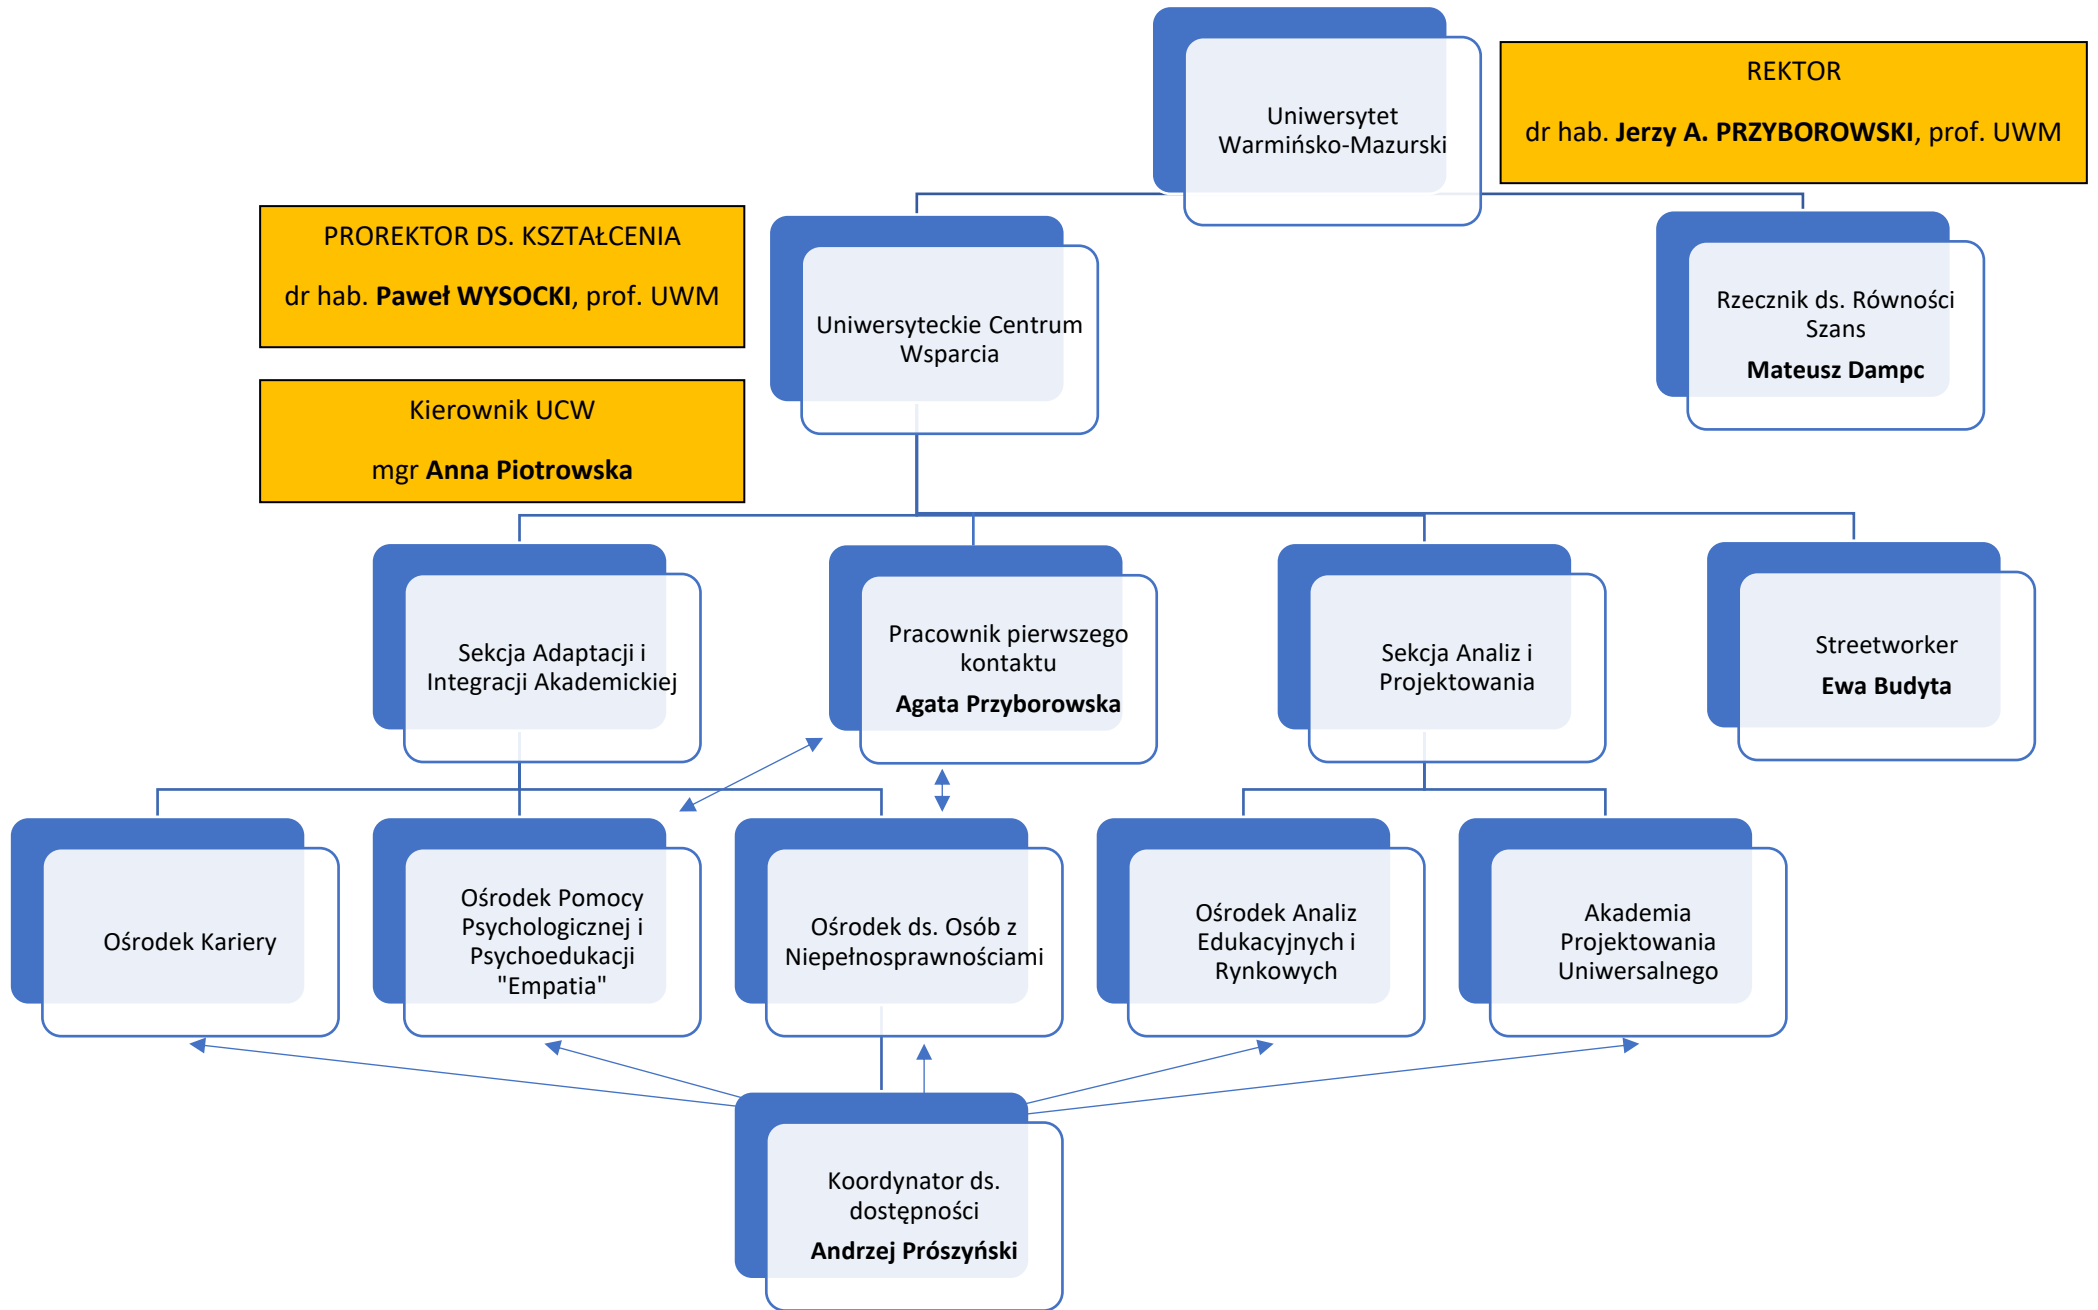 Uniwersytet
Warmińsko-Mazurski
REKTOR
dr hab. Jerzy A. PRZYBOROWSKI, prof. UWM
PROREKTOR DS. KSZTAŁCENIA
dr hab. Paweł WYSOCKI, prof. UWM
Uniwersyteckie Centrum
Wsparcia
Rzecznik ds. Równości
Szans
Mateusz Dampc
Kierownik UCW
mgr Anna Piotrowska
Sekcja Adaptacji i
Integracji Akademickiej
Pracownik pierwszego
kontaktu
Agata Przyborowska
Sekcja Analiz i
Projektowania
Streetworker
Ewa Budyta
Ośrodek Kariery
Ośrodek Pomocy
Psychologicznej i
Psychoedukacji
"Empatia"
Ośrodek ds. Osób z
Niepełnosprawnościami
Ośrodek Analiz
Edukacyjnych i
Rynkowych
Akademia
Projektowania
Uniwersalnego
Koordynator ds.
dostępności
Andrzej Prószyński